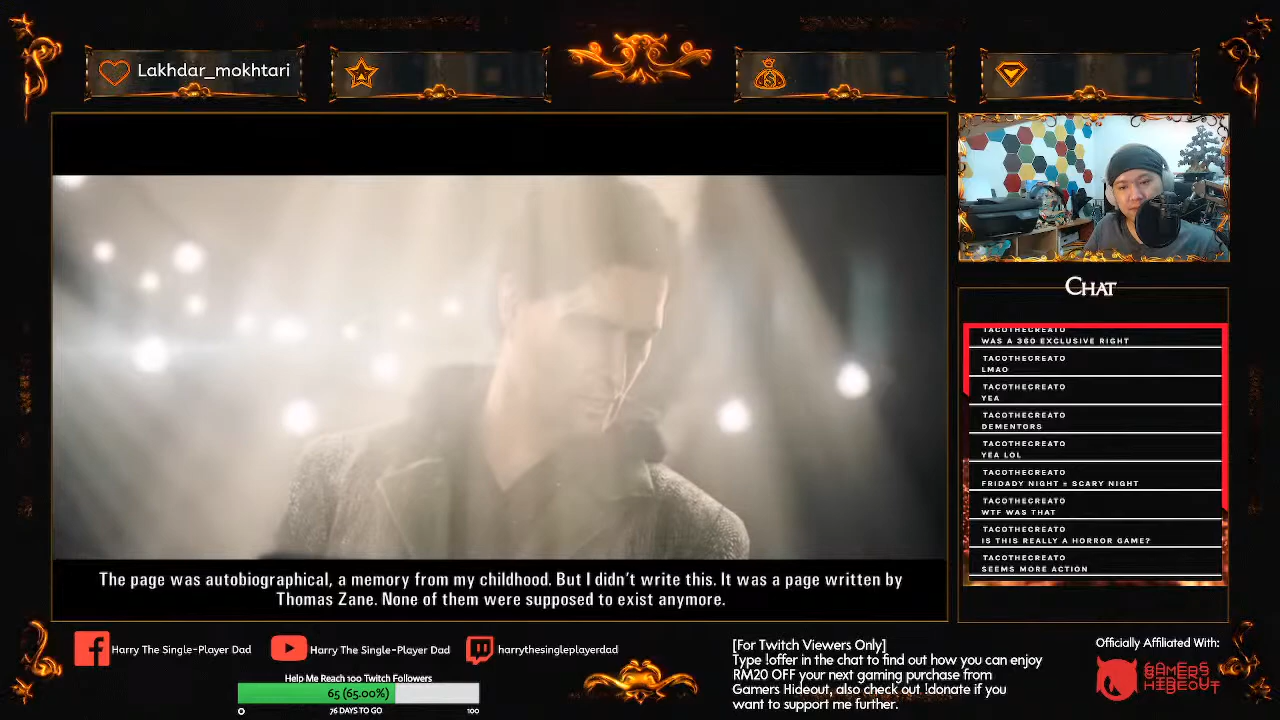 Lakhdar_mokhtari
CHAT
TACOTHECREATO
WAS A 360 EXCLUSIVE RIGHT
TACOTHECREATO
LMAO
TACOTHECREATO
YEA
TACOTHECREATO
DEMENTORS
TACOTHECREATO
YEA LOL
TACOTHECREATO
FRIDADY NIGHT = SCARY NIGHT
TACOTHECREATO
WTF WAS THAT
TACOTHECREATO
IS THIS REALLY A HORROR GAME?
TACOTHECREATO
SEEMS MORE ACTION
The page was autobiographical, a memory from my childhood. But I didn't write this. It was a page written by
Thomas Zane. None of them were supposed to exist anymore.
Harry The Single-Player Dad
Harry The Single-Player Dad
harrythesingleplayerdad
Help Me Reach 100 Twitch Followers
65 (65.00%)
0
76 DAYS TO GO
100
[For Twitch Viewers Only]
Type !offer in the chat to find out how you can enjoy
RM20 OFF your next gaming purchase from
Gamers Hideout, also check out !donate if you
want to support me further.
Officially Affiliated With:
GAMERS
HIDEOUT